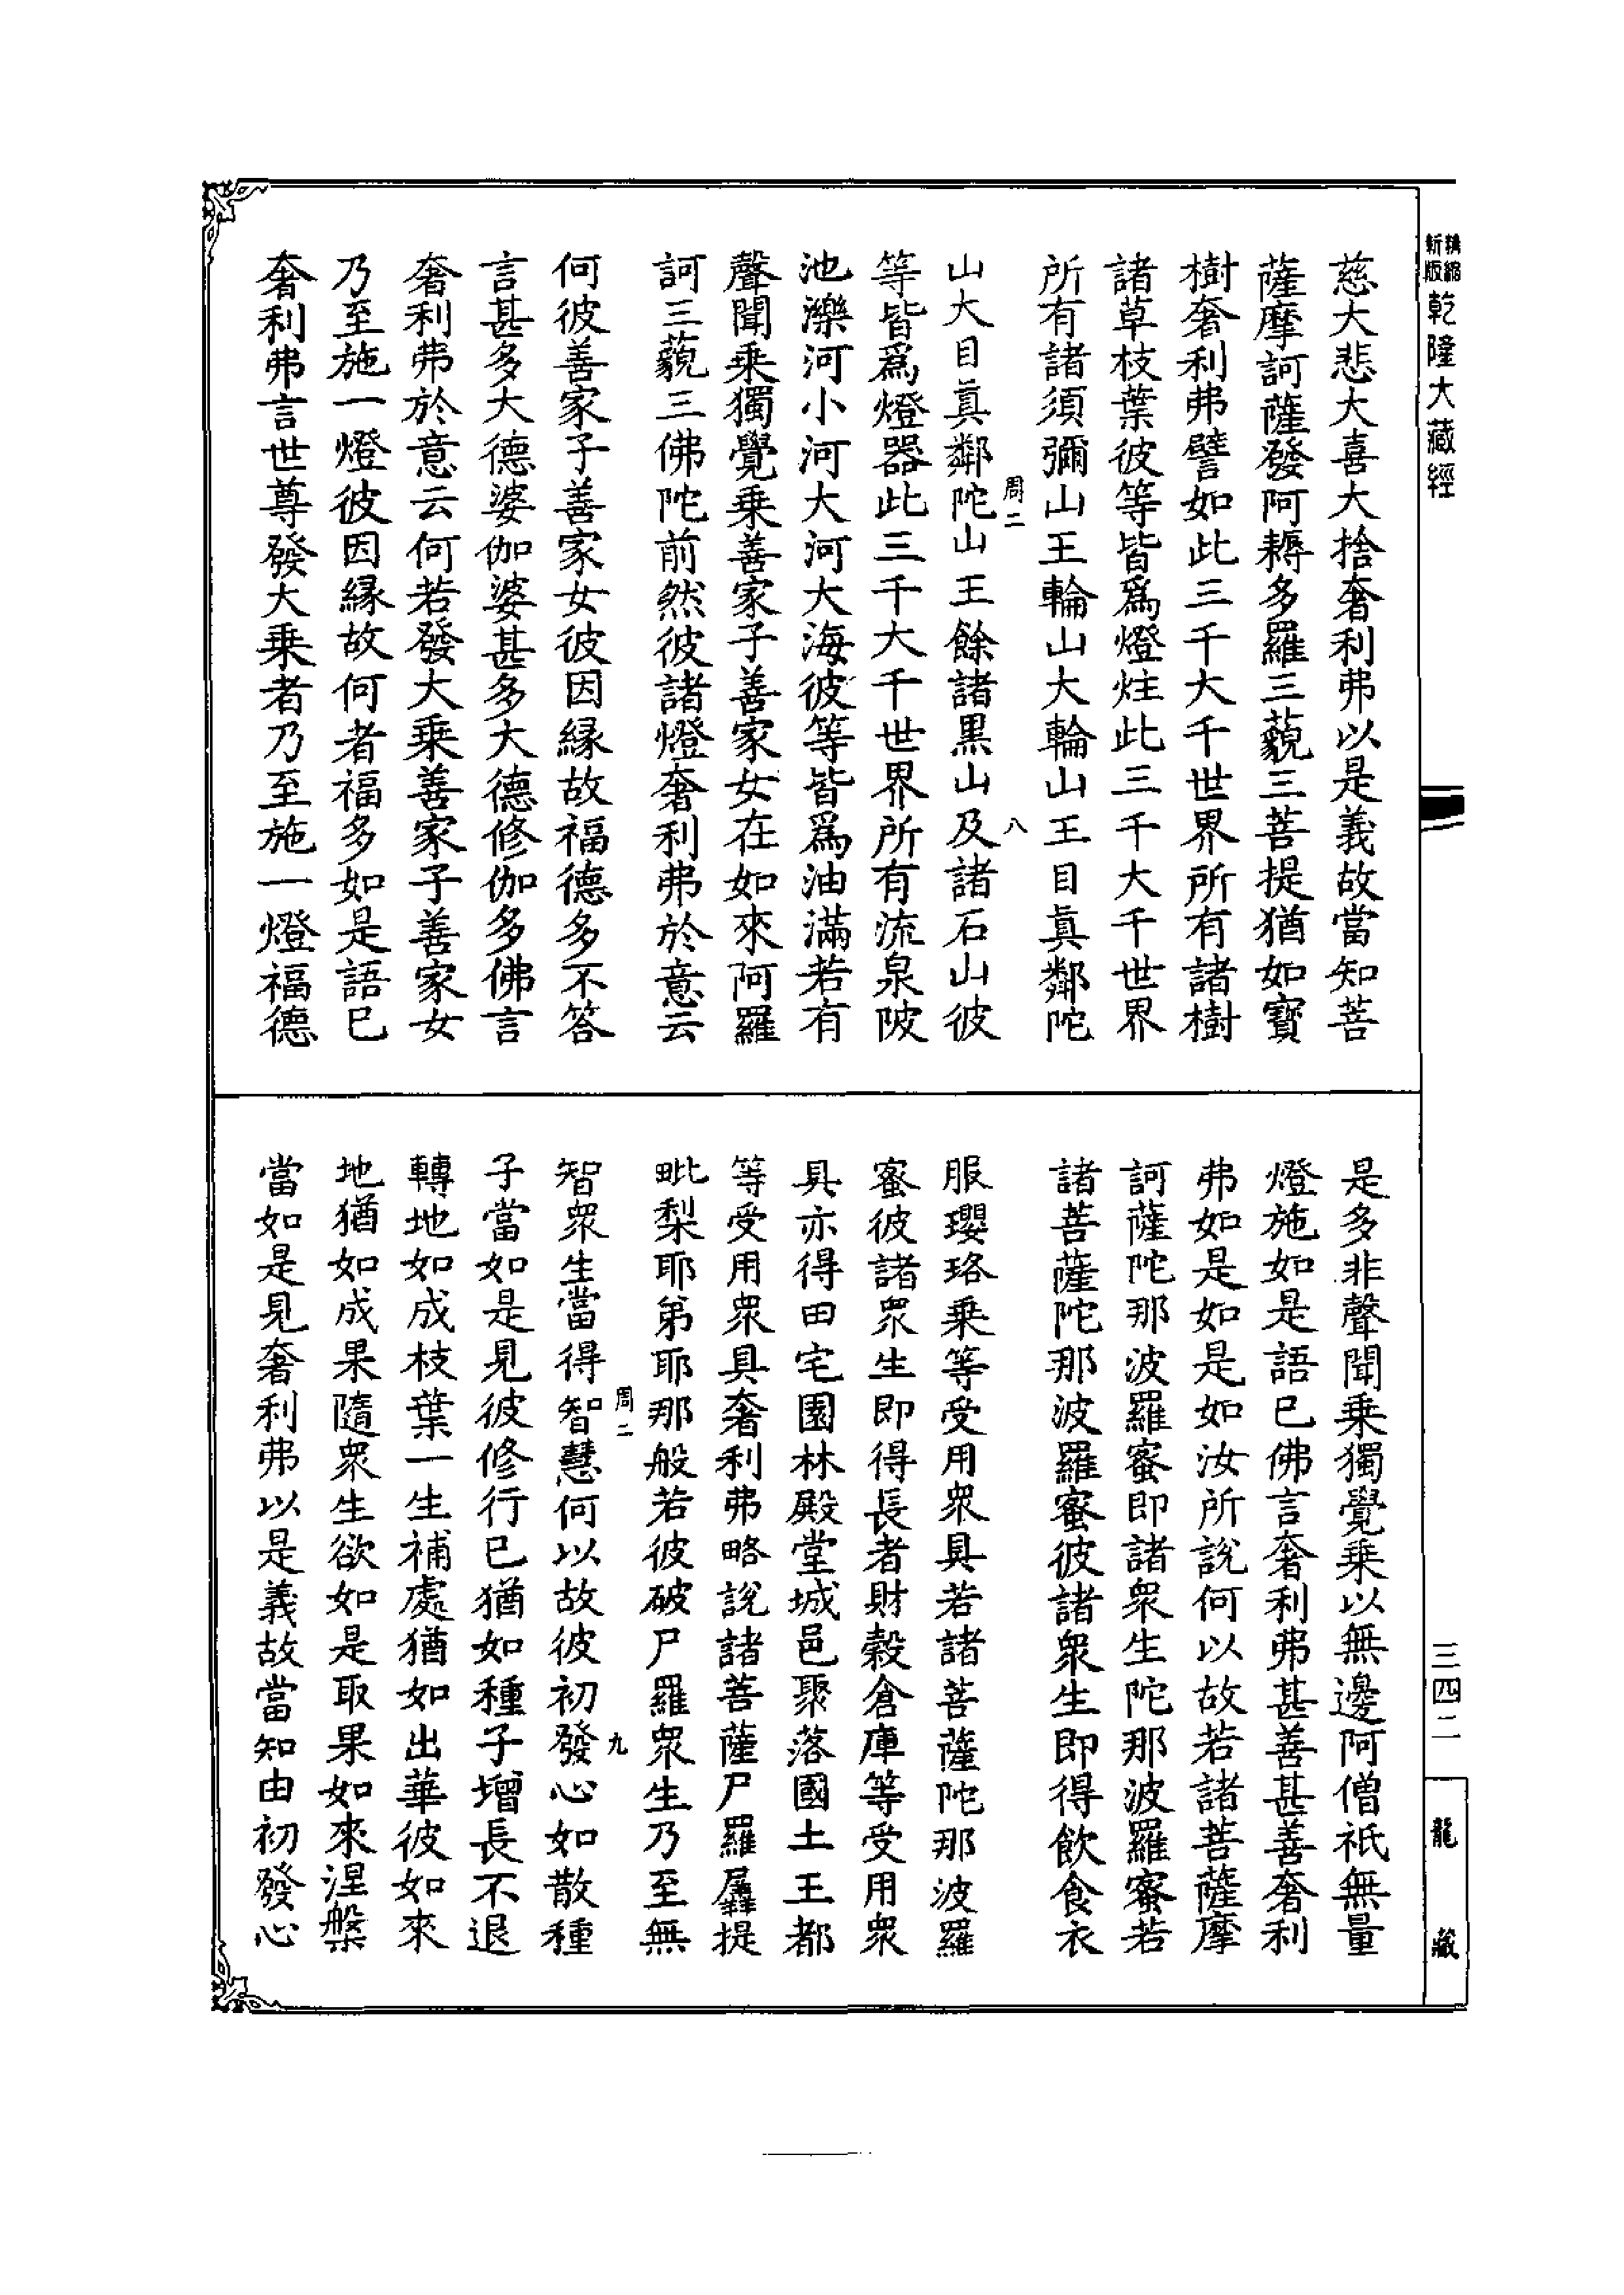 精縮新版乾隆大藏經
慈大悲大喜大捨奢利弗以是義故當知菩
薩摩訶薩發阿耨多羅三藐三菩提猶如寶
樹奢利弗譬如此三千大千世界所有諸樹
諸草枝葉彼等皆爲燈炷此三千大千世界
所有諸須彌山王輪山大輪山王目真鄰陀
周二
八
山大目真鄰陀山王餘諸黑山及諸石山彼
等皆爲燈器此三千大千世界所有流泉陂
池濼河小河大河大海彼等皆爲油滿若有
聲聞乘獨覺乘善家子善家女在如來阿羅
訶三藐三佛陀前然彼諸燈奢利弗於意云
何彼善家子善家女彼因緣故福德多不答
言甚多大德婆伽婆甚多大德修伽多佛言
奢利弗於意云何若發大乘善家子善家女
乃至施一燈彼因緣故何者福多如是語已
奢利弗言世尊發大乘者乃至施一燈福德
是多非聲聞乘獨覺乘以無邊阿僧祇無量
燈施如是語已佛言奢利弗甚善甚善奢利
弗如是如是如汝所說何以故若諸菩薩摩
訶薩陀那波羅蜜即諸眾生陀那波羅蜜若
諸菩薩陀那波羅蜜彼諸眾生即得飲食衣
服瓔珞乘等受用眾具若諸菩薩陀那波羅
蜜彼諸眾生即得長者財穀倉庫等受用眾
具亦得田宅園林殿堂城邑聚落國土王都
等受用眾具奢利弗略說諸菩薩尸羅羼提
毗梨耶弟耶那般若彼破尸羅眾生乃至無
周二
九
智眾生當得智慧何以故彼初發心如散種
子當如是見彼修行已猶如種子增長不退
轉地如成枝葉一生補處猶如出華彼如來
地猶如成果隨眾生欲如是取果如來涅槃
當如是見奢利弗以是義故當知由初發心
三四二
龍藏